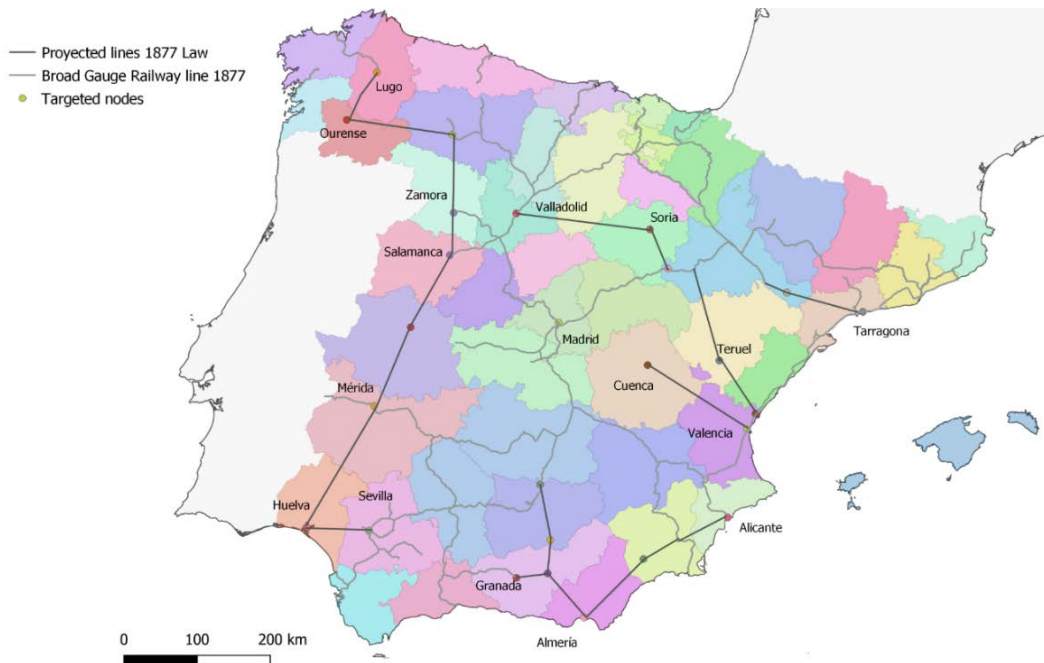 Proyected lines 1877 Law
Broad Gauge Railway line 1877
Targeted nodes
Lugo
Ourense
Zamora
Valladolid
Soria
Salamanca
Madrid
Tarragona
Teruel
Cuenca
Mérida
Valencia
Sevilla
Huelva
Alicante
Granada
Almería
0 100 200 km